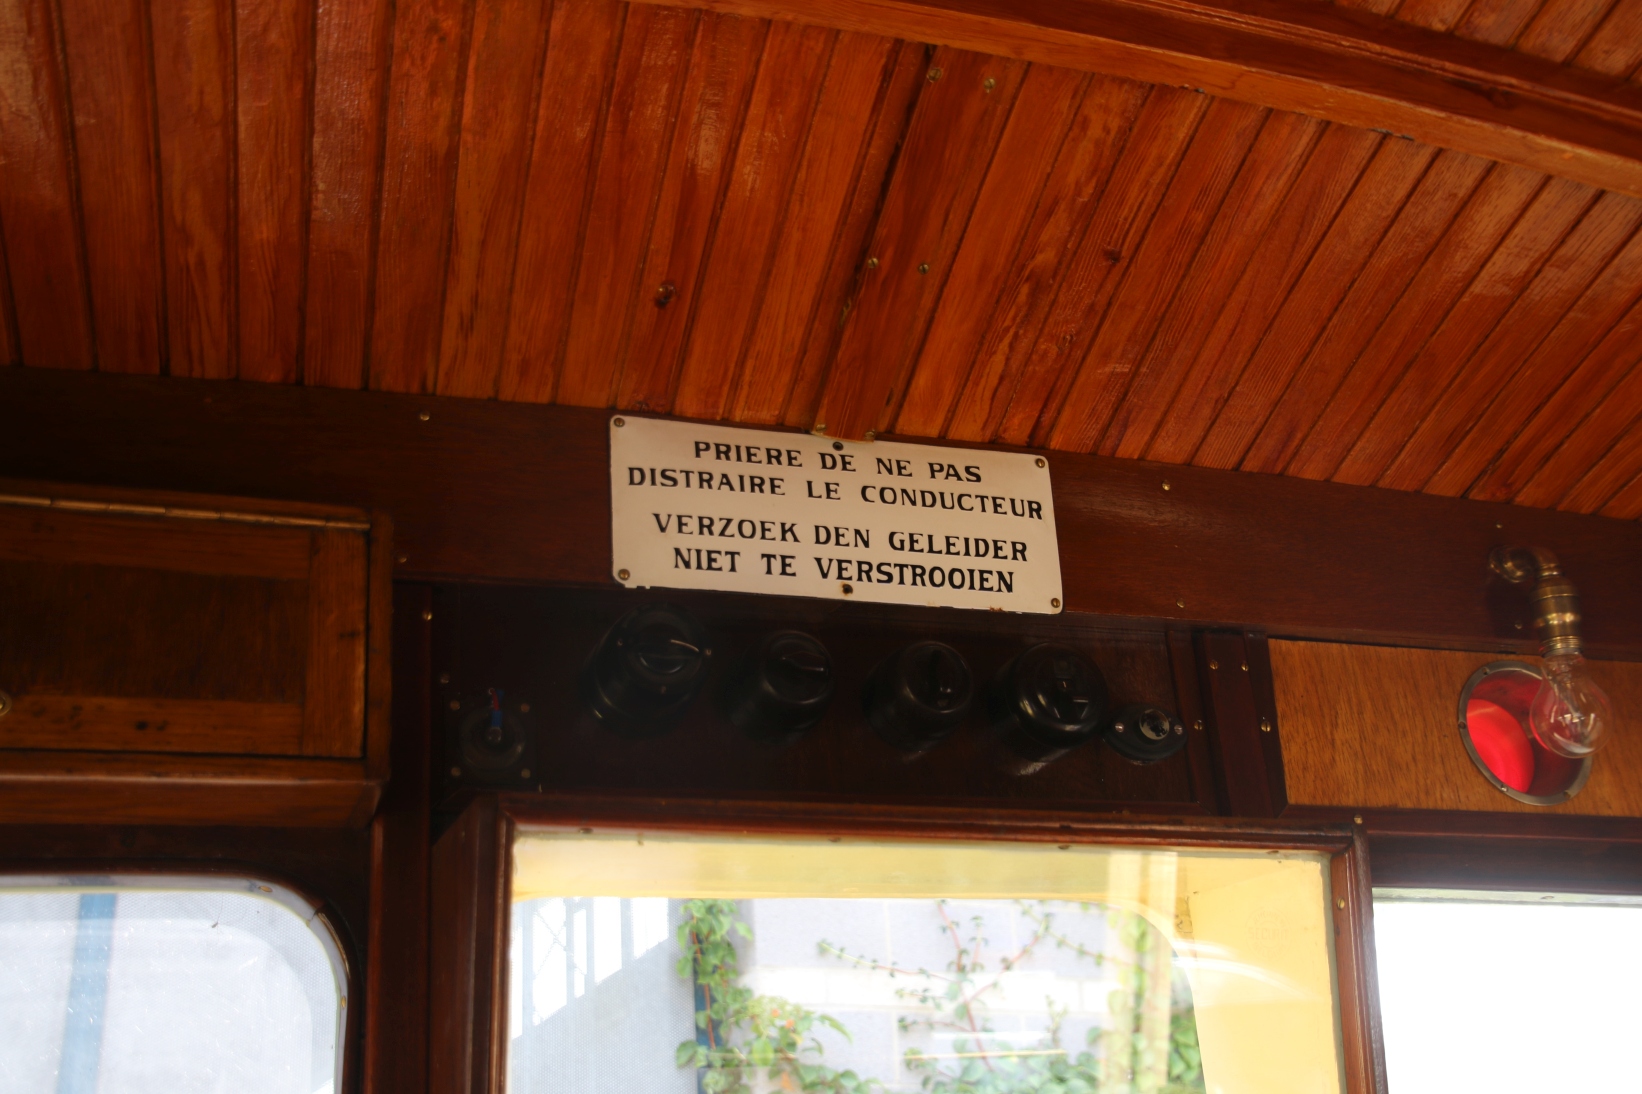 PRIERE DE NE PAS
DISTRAIRE LE CONDUCTEUR
VERZOEK DEN GELEIDER
NIET TE VERSTROOIEN